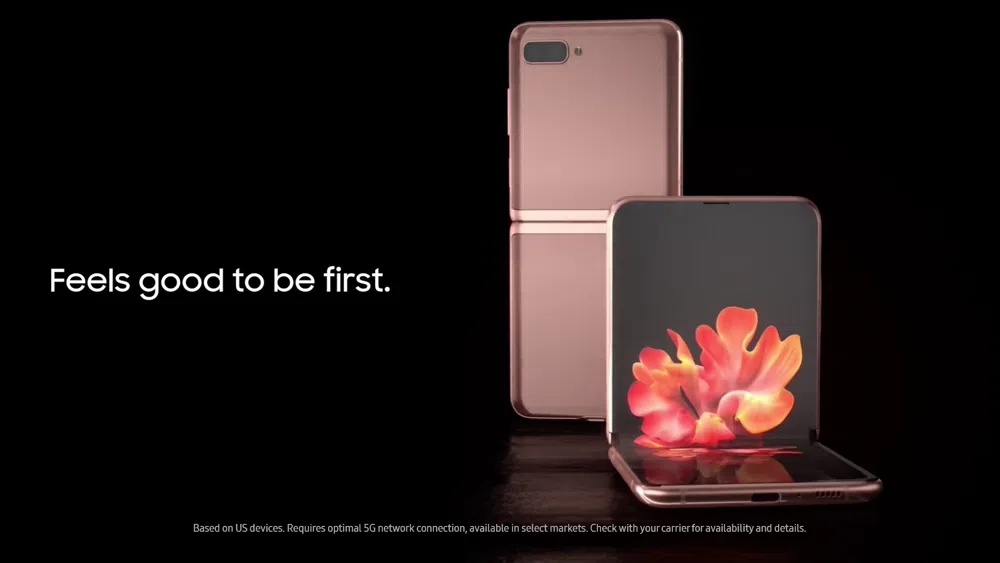 Feels good to be first.
Based on US devices. Requires optimal 5G network connection, available in select markets. Check with your carrier for availability and details.